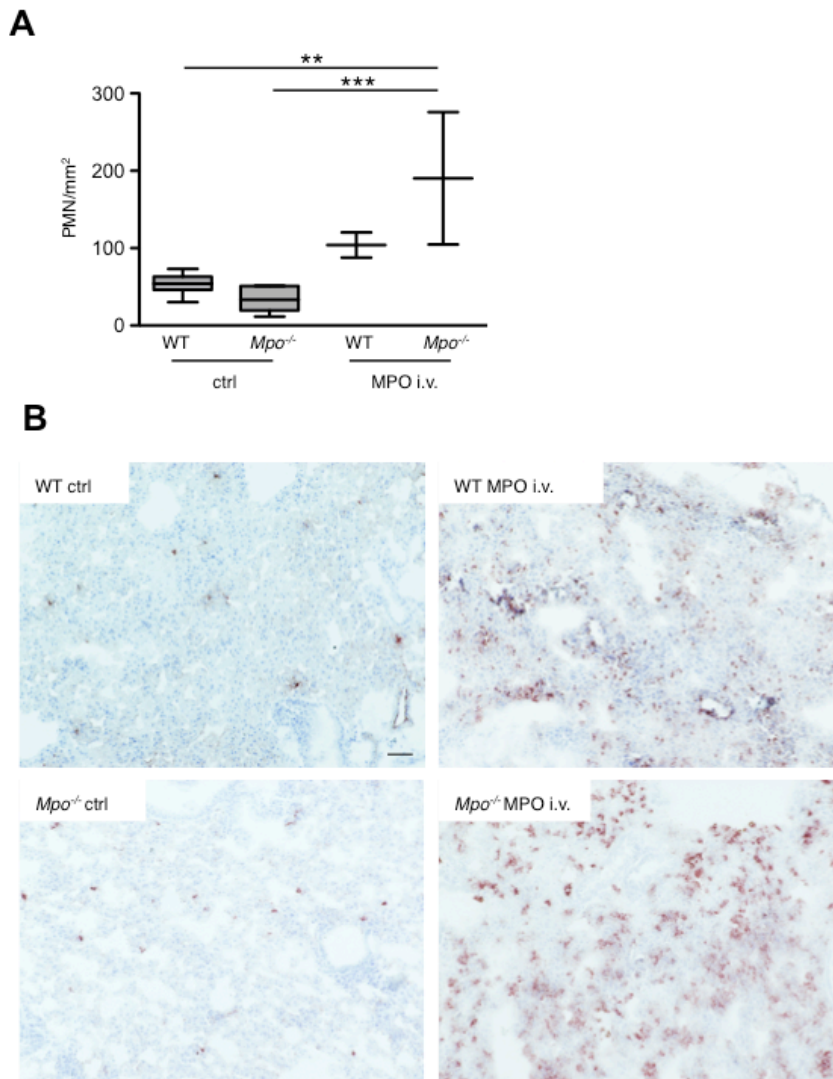 A
**
***
300
200
100
0
PMN/mm²
WT Mpo⁻/⁻ WT Mpo⁻/⁻
ctrl MPO i.v.
B
WT ctrl
WT MPO i.v.
Mpo⁻/⁻ ctrl
Mpo⁻/⁻ MPO i.v.